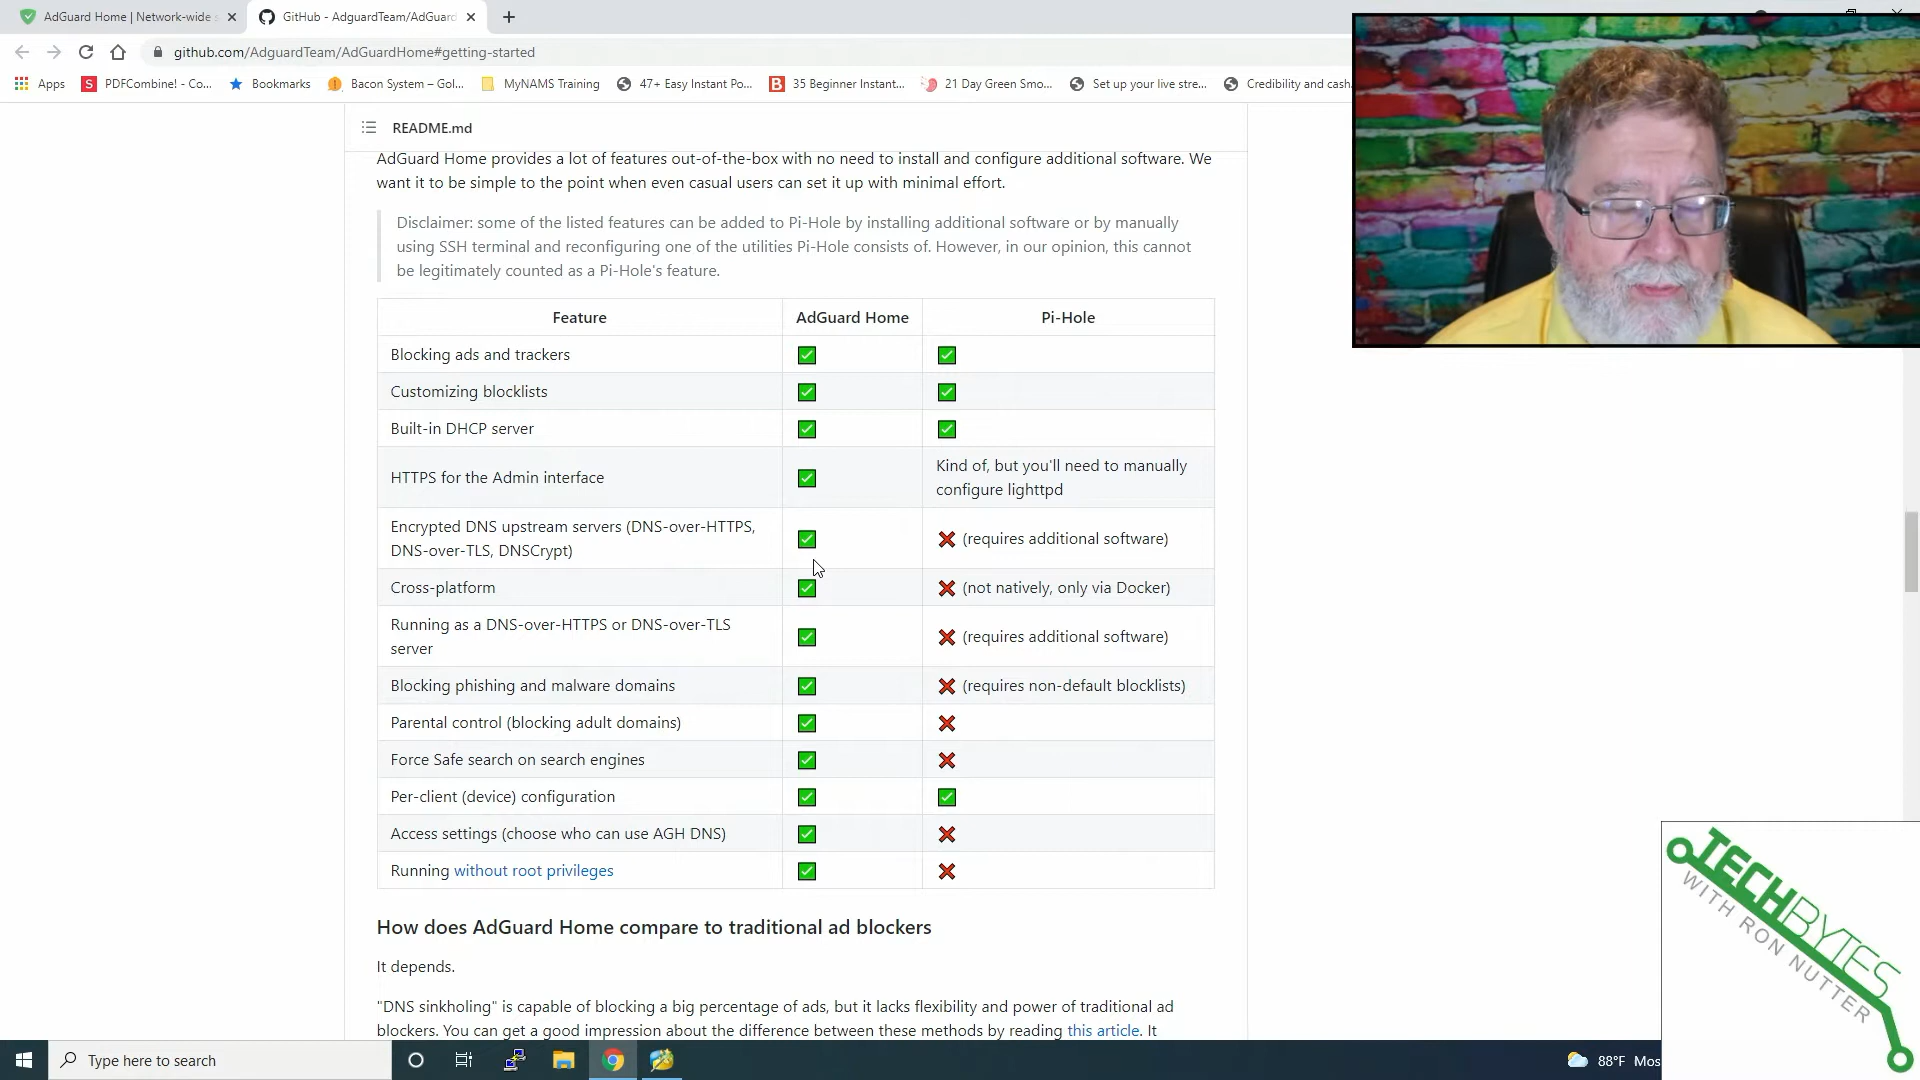 AdGuard Home | Network-wide
GitHub - AdguardTeam/AdGuard
github.com/AdguardTeam/AdGuardHome#getting-started
Apps
PDFCombine! - Co...
Bookmarks
Bacon System – Gol...
MyNAMS Training
47+ Easy Instant Po...
35 Beginner Instant...
21 Day Green Smo...
Set up your live stre...
Credibility and cash
README.md
AdGuard Home provides a lot of features out-of-the-box with no need to install and configure additional software. We
want it to be simple to the point when even casual users can set it up with minimal effort.
Disclaimer: some of the listed features can be added to Pi-Hole by installing additional software or by manually
using SSH terminal and reconfiguring one of the utilities Pi-Hole consists of. However, in our opinion, this cannot
be legitimately counted as a Pi-Hole's feature.
Feature AdGuard Home Pi-Hole
Blocking ads and trackers ✅ ✅
Customizing blocklists ✅ ✅
Built-in DHCP server ✅ ✅
HTTPS for the Admin interface ✅ Kind of, but you'll need to manually
configure lighttpd
Encrypted DNS upstream servers (DNS-over-HTTPS,
DNS-over-TLS, DNSCrypt) ✅ ❌ (requires additional software)
Cross-platform ✅ ❌ (not natively, only via Docker)
Running as a DNS-over-HTTPS or DNS-over-TLS
server ✅ ❌ (requires additional software)
Blocking phishing and malware domains ✅ ❌ (requires non-default blocklists)
Parental control (blocking adult domains) ✅ ❌
Force Safe search on search engines ✅ ❌
Per-client (device) configuration ✅ ✅
Access settings (choose who can use AGH DNS) ✅ ❌
Running without root privileges ✅ ❌
How does AdGuard Home compare to traditional ad blockers
It depends.
"DNS sinkholing" is capable of blocking a big percentage of ads, but it lacks flexibility and power of traditional ad
blockers. You can get a good impression about the difference between these methods by reading this article. It
TECHBYTES
WITH RON NUTTER
Type here to search
88°F Mos